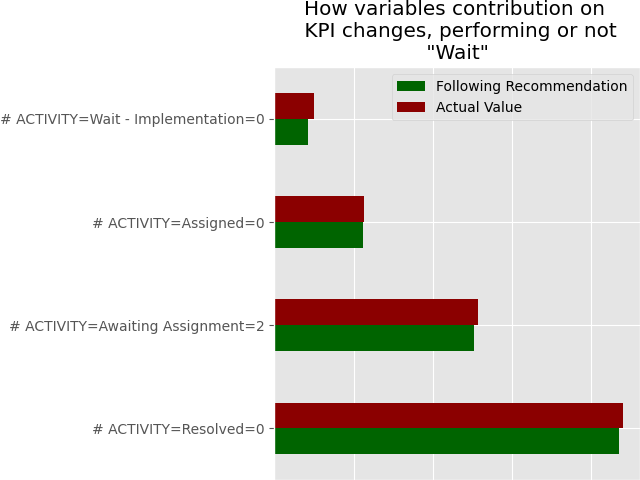 How variables contribution on
KPI changes, performing or not
"Wait"
Following Recommendation
Actual Value
# ACTIVITY=Wait - Implementation=0
# ACTIVITY=Assigned=0
# ACTIVITY=Awaiting Assignment=2
# ACTIVITY=Resolved=0